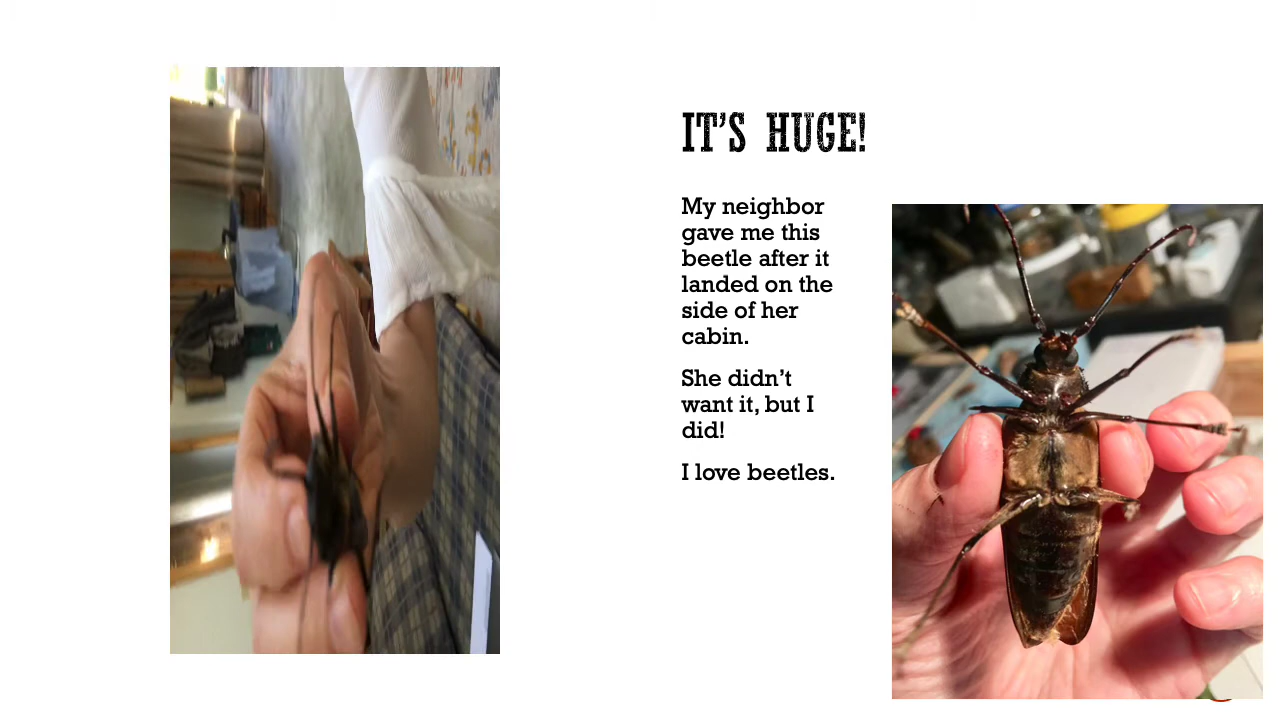 IT'S HUGE!
My neighbor
gave me this
beetle after it
landed on the
side of her
cabin.
She didn't
want it, but I
did!
I love beetles.